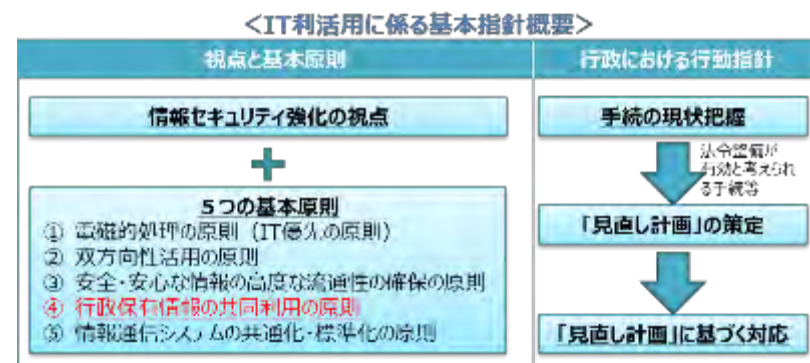 <IT利活用に係る基本指針概要>
視点と基本原則
情報セキュリティ強化の視点
+
5つの基本原則
① 電磁的処理の原則（IT優先の原則）
② 双方向性活用の原則
③ 安全・安心な情報の高度な流通性の確保の原則
④ 行政保有情報の共同利用の原則
⑤ 情報通信システムの共通化・標準化の原則
行政における行動指針
手続の現状把握
法令整備が
有効と考えられ
る手続等
「見直し計画」の策定
「見直し計画」に基づく対応